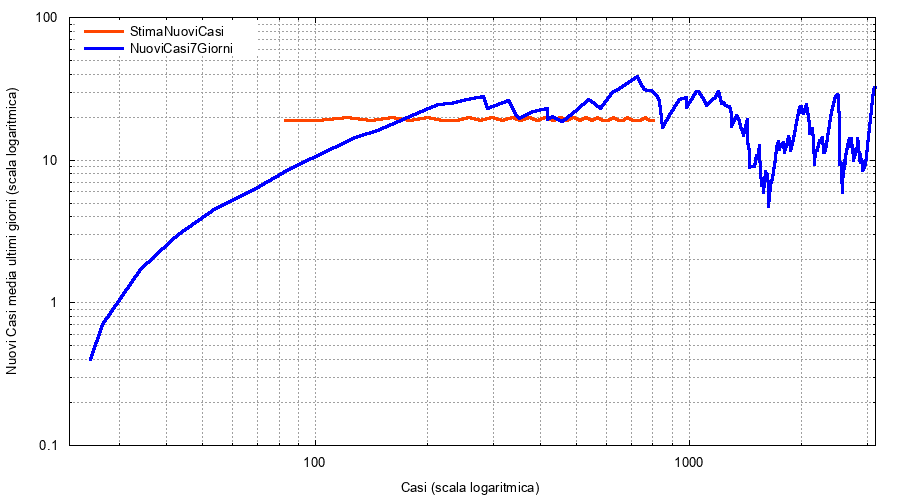 100
StimaNuoviCasi
NuoviCasi7Giorni
10
1
0.1
Nuovi Casi media ultimi giorni (scala logaritmica)
100 1000
Casi (scala logaritmica)